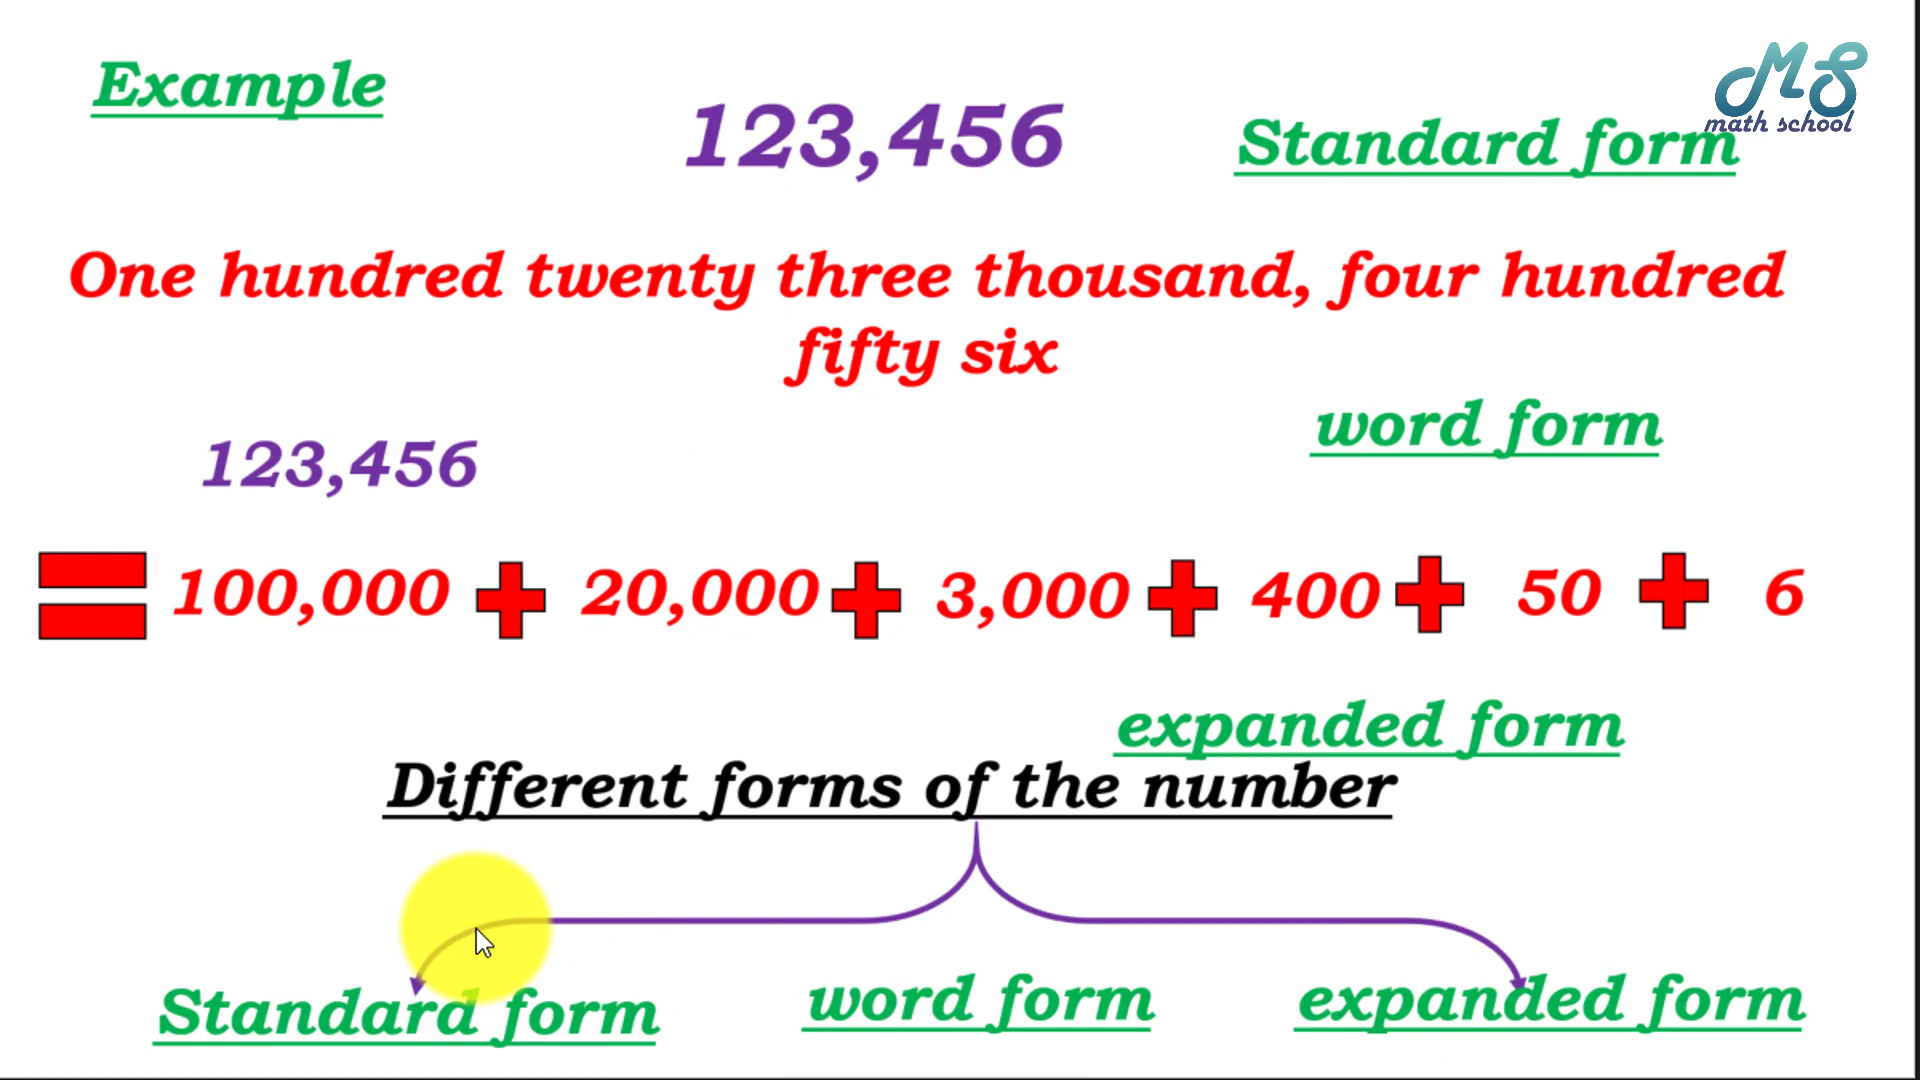 Example
MS
math school
123,456
Standard form
One hundred twenty three thousand, four hundred
fifty six
word form
123,456
= 100,000 + 20,000 + 3,000 + 400 + 50 + 6
expanded form
Different forms of the number
Standard form
word form
expanded form